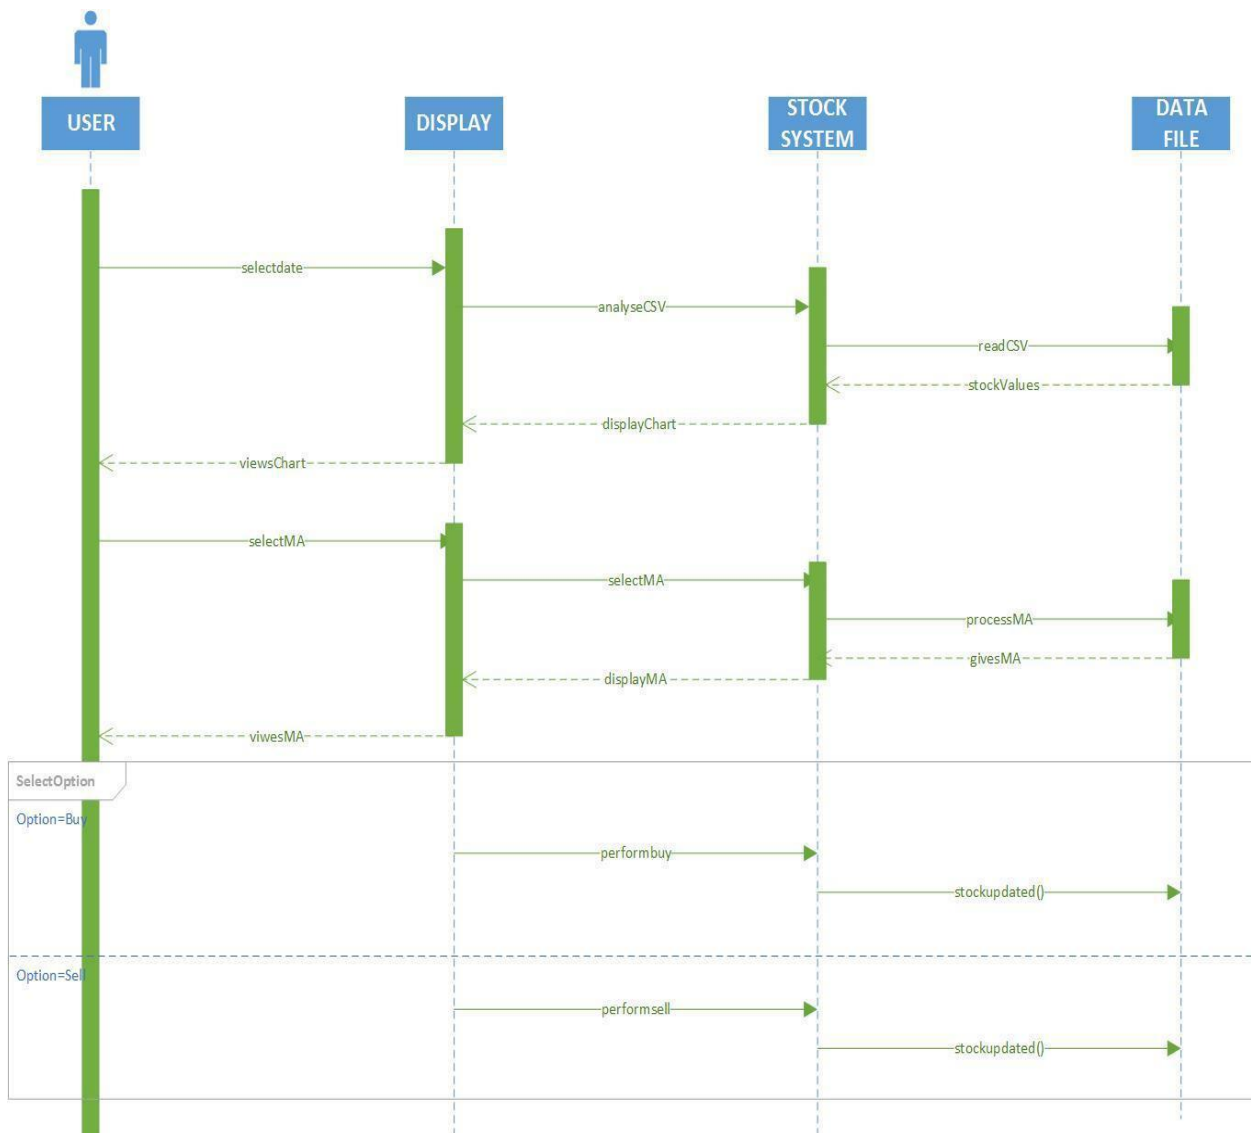 USER
DISPLAY
STOCK
SYSTEM
DATA
FILE
selectdate
analyseCSV
readCSV
stockValues
displayChart
viewsChart
selectMA
selectMA
processMA
givesMA
displayMA
viwesMA
SelectOption
Option=Buy
performbuy
stockupdated()
Option=Sell
performsell
stockupdated()